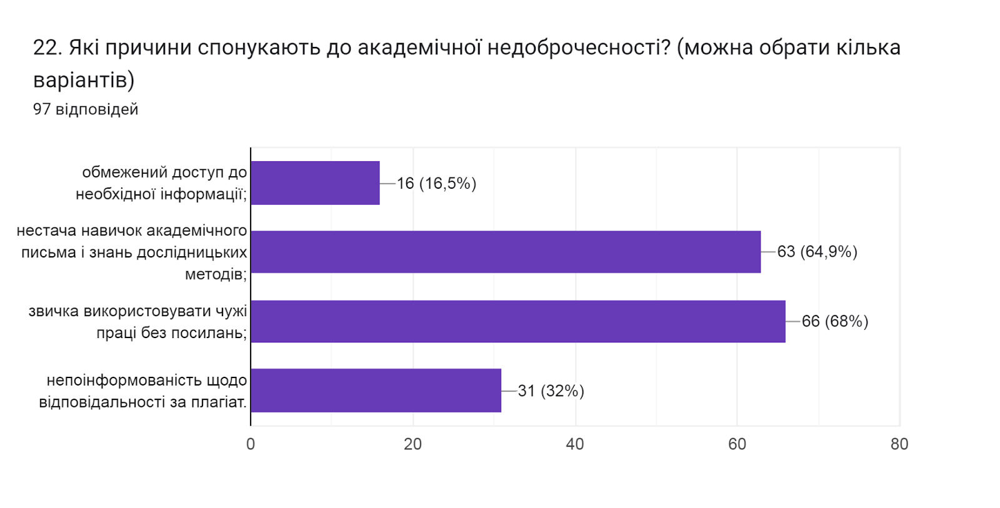 22. Які причини спонукають до академічної недоброчесності? (можна обрати кілька
варіантів)
97 відповідей
обмежений доступ до
необхідної інформації;
16 (16,5%)
нестача навичок академічного
письма і знань дослідницьких
методів;
63 (64,9%)
звичка використовувати чужі
праці без посилань;
66 (68%)
непоінформованість щодо
відповідальності за плагіат.
31 (32%)
0 20 40 60 80